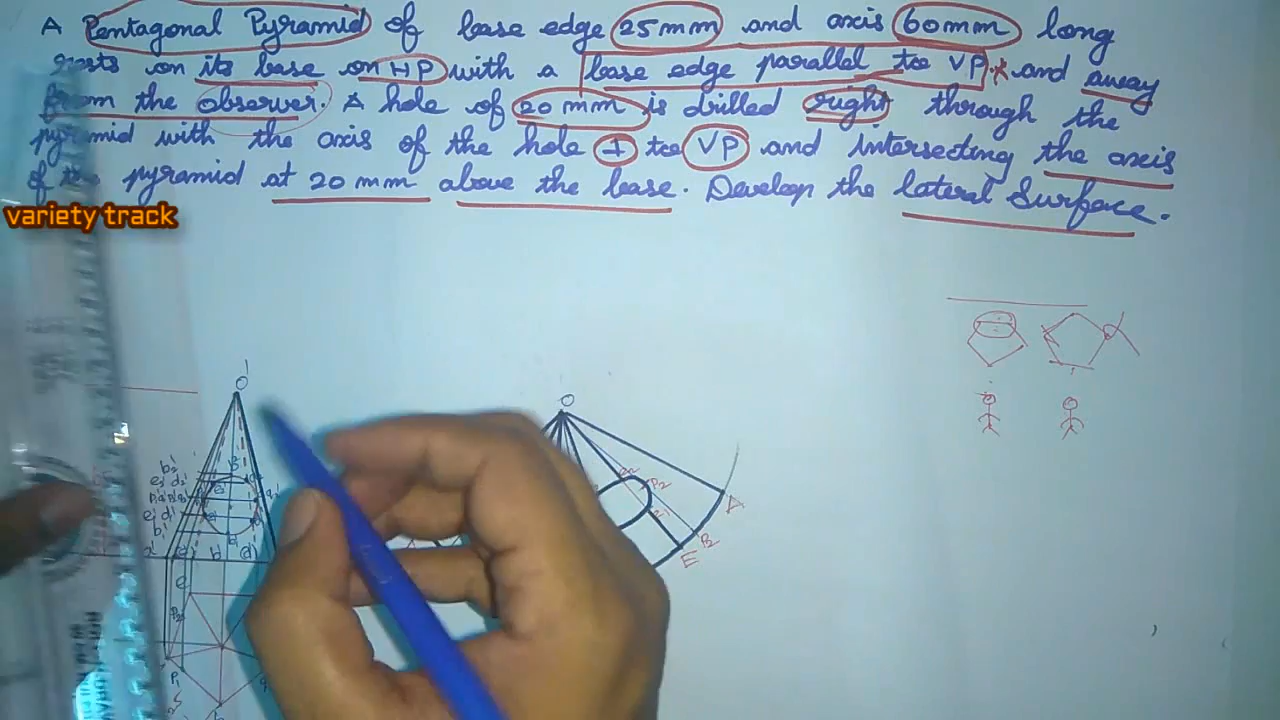 A Pentagonal Pyramid of base edge 25mm and axis 60mm long
rests on its base on HP with a base edge parallel to VP. and away
from the observer. A hole of 20 mm is drilled right through the
pyramid with the axis of the hole ⊥ to VP and intersecting the axis
of the pyramid at 20 mm above the base. Develop the lateral Surface.
variety track
O'
O
A
B
E